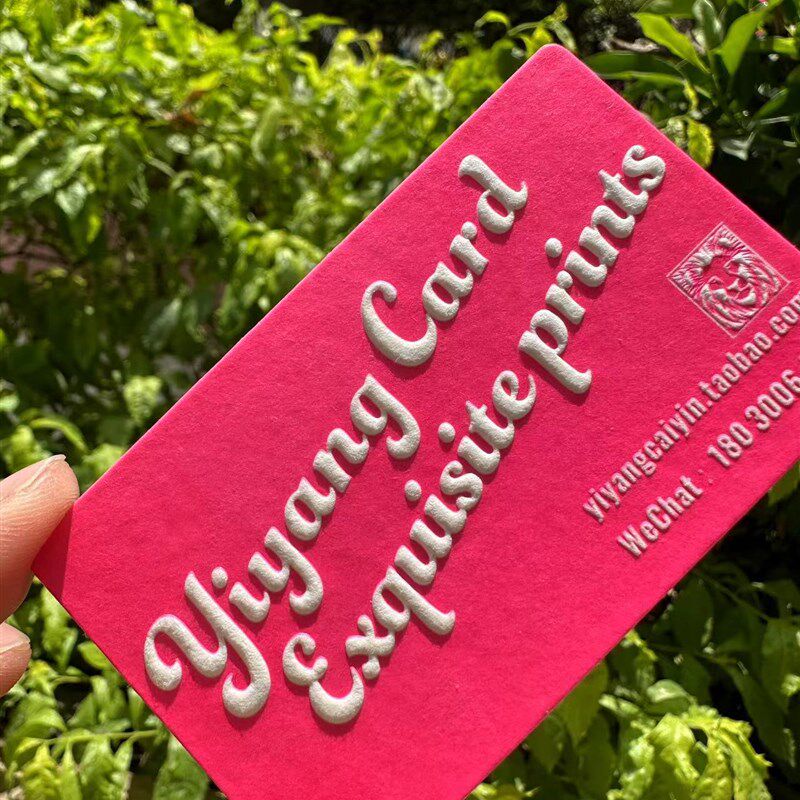 Yiyang Card
Exquisite prints
yiyangcaiyin.taobao.com
WeChat: 180 3006